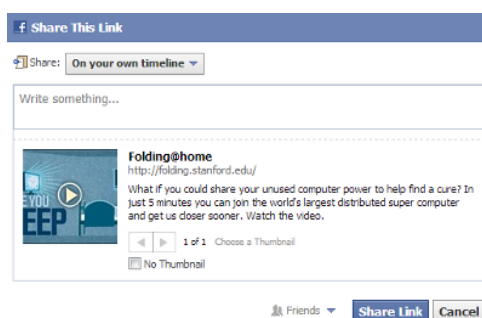 Share This Link
Share: On your own timeline
Write something...
Folding@home
http://folding.stanford.edu/
What if you could share your unused computer power to help find a cure? In
just 5 minutes you can join the world's largest distributed super computer
and get us closer sooner. Watch the video.
E YOU
EEP
1 of 1 Choose a Thumbnail
No Thumbnail
Friends Share Link Cancel